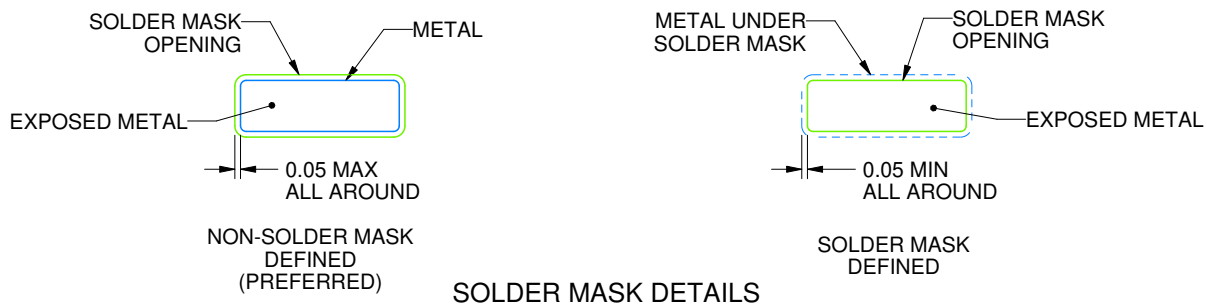 SOLDER MASK
OPENING
METAL
EXPOSED METAL
0.05 MAX
ALL AROUND
NON-SOLDER MASK
DEFINED
(PREFERRED)
METAL UNDER
SOLDER MASK
SOLDER MASK
OPENING
EXPOSED METAL
0.05 MIN
ALL AROUND
SOLDER MASK
DEFINED
SOLDER MASK DETAILS